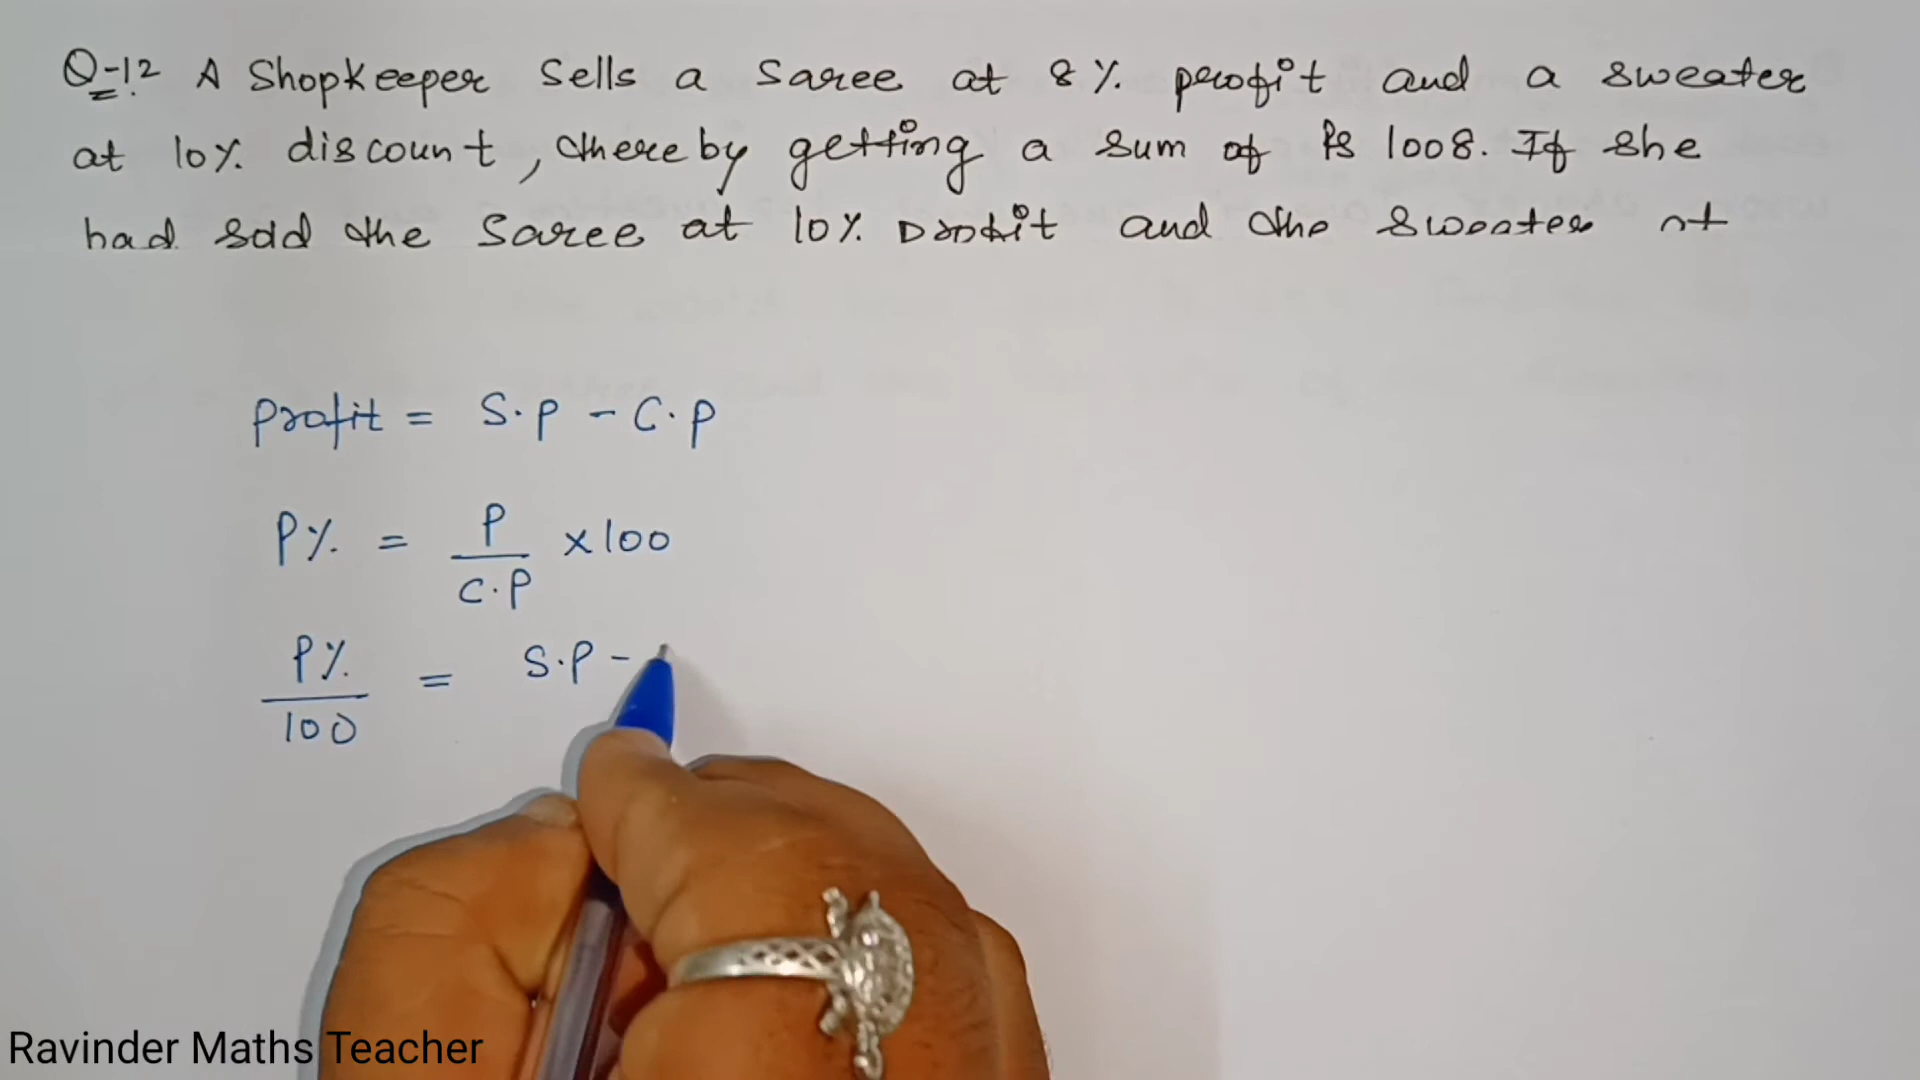 Q-12 A Shopkeeper Sells a Saree at 8% profit and a sweater
at 10% discount, thereby getting a sum of Rs 1008. If she
had sold the Saree at 10% profit and the sweater at
profit = S.P - C.P
P% = P/C.P ×100
P%/100 = S.P -
Ravinder Maths Teacher